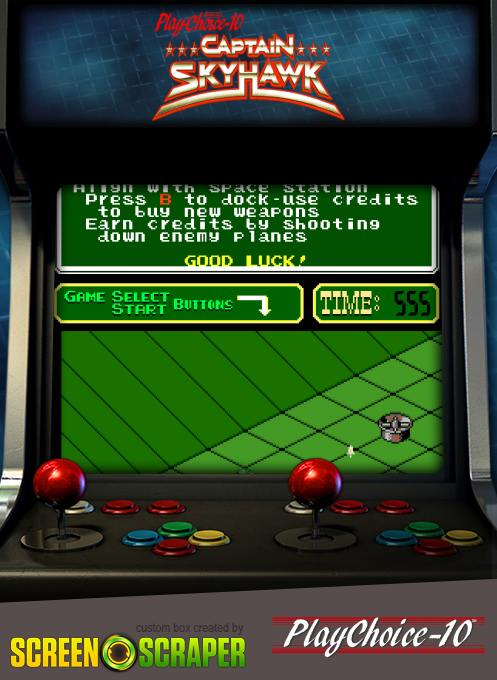 PlayChoice-10
CAPTAIN
SKYHAWK
Align with space station
Press B to dock-use credits
to buy new weapons
Earn credits by shooting
down enemy planes
GOOD LUCK!
GAME SELECT
START BUTTONS
TIME: 555
custom box created by
SCREEN SCRAPER
PlayChoice-10™